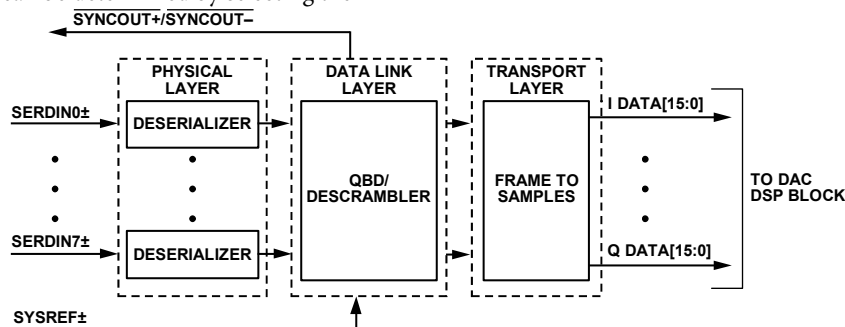 SYNCOUT+/SYNCOUT–
PHYSICAL
LAYER
DATA LINK
LAYER
TRANSPORT
LAYER
SERDIN0±
DESERIALIZER
I DATA[15:0]
QBD/
DESCRAMBLER
FRAME TO
SAMPLES
TO DAC
DSP BLOCK
SERDIN7±
DESERIALIZER
Q DATA[15:0]
SYSREF±